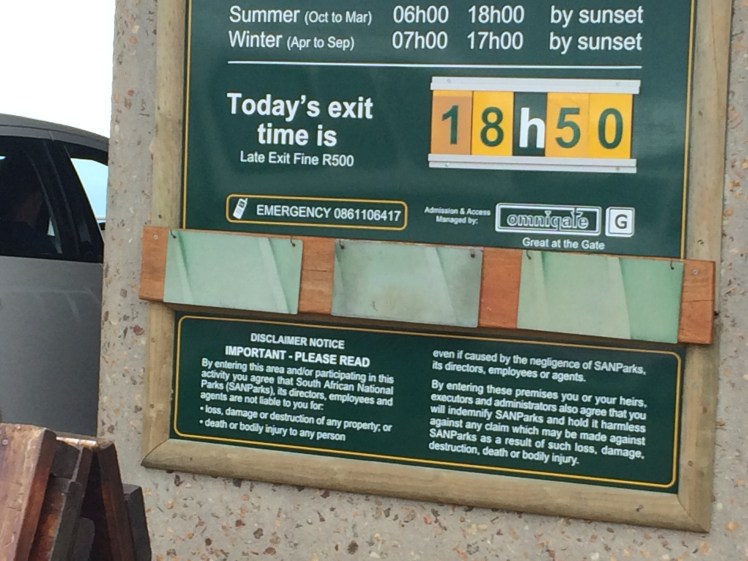 Summer (Oct to Mar) 06h00 18h00 by sunset
Winter (Apr to Sep) 07h00 17h00 by sunset
Today's exit
time is
18h50
Late Exit Fine R500
EMERGENCY 0861106417
Admission & Access
Managed by:
omnigate G
Great at the Gate
DISCLAIMER NOTICE
IMPORTANT - PLEASE READ
By entering this area and/or participating in this
activity you agree that South African National
Parks (SANParks), its directors, employees and
agents are not liable to you for:
• loss, damage or destruction of any property; or
• death or bodily injury to any person
even if caused by the negligence of SANParks,
its directors, employees or agents.
By entering these premises you or your heirs,
executors and administrators also agree that you
will indemnify SANParks and hold it harmless
against any claim which may be made against
SANParks as a result of such loss, damage,
destruction, death or bodily injury.